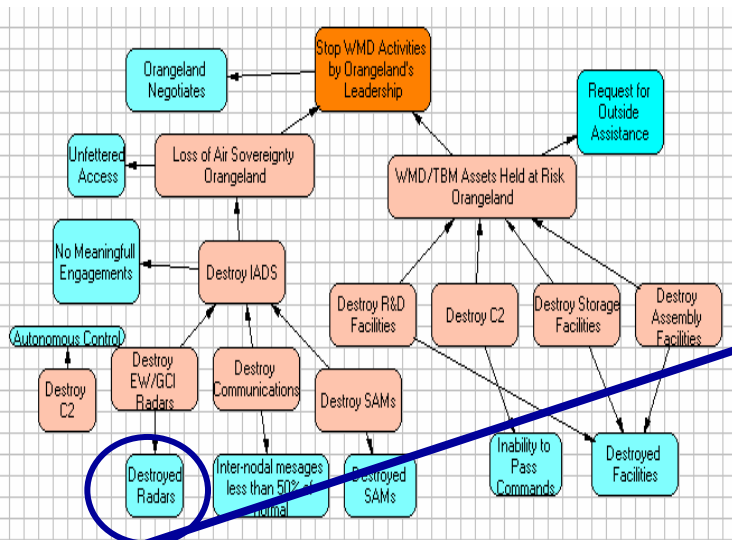 Stop WMD Activities
by Orangeland's
Leadership
Orangeland
Negotiates
Request for
Outside
Assistance
Unfettered
Access
Loss of Air Sovereignty
Orangeland
WMD/TBM Assets Held at Risk
Orangeland
No Meaningfull
Engagements
Destroy IADS
Destroy R&D
Facilities
Destroy C2
Destroy Storage
Facilities
Destroy
Assembly
Facilities
Autonomous Control
Destroy
C2
Destroy
EW/GCI
Radars
Destroy
Communications
Destroy SAMs
Destroyed
Radars
Inter-nodal mesages
less than 50% of
normal
Destroyed
SAMs
Inability to
Pass
Commands
Destroyed
Facilities